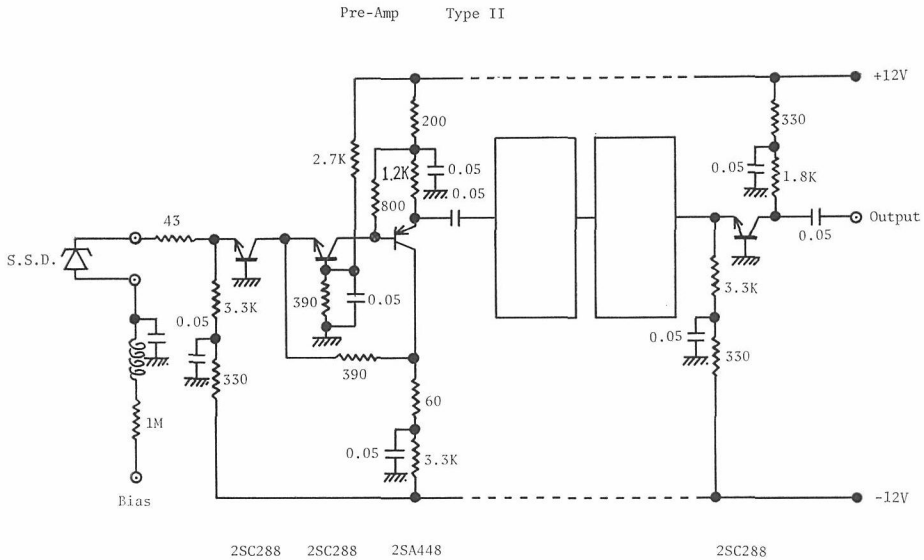 Pre-Amp Type II
+12V
200
330
2.7K
0.05
1.2K
0.05
0.05
1.8K
800
43
Output
0.05
S.S.D.
390
0.05
3.3K
3.3K
0.05
0.05
330
390
330
60
1M
0.05
3.3K
Bias
-12V
2SC288 2SC288 2SA448 2SC288